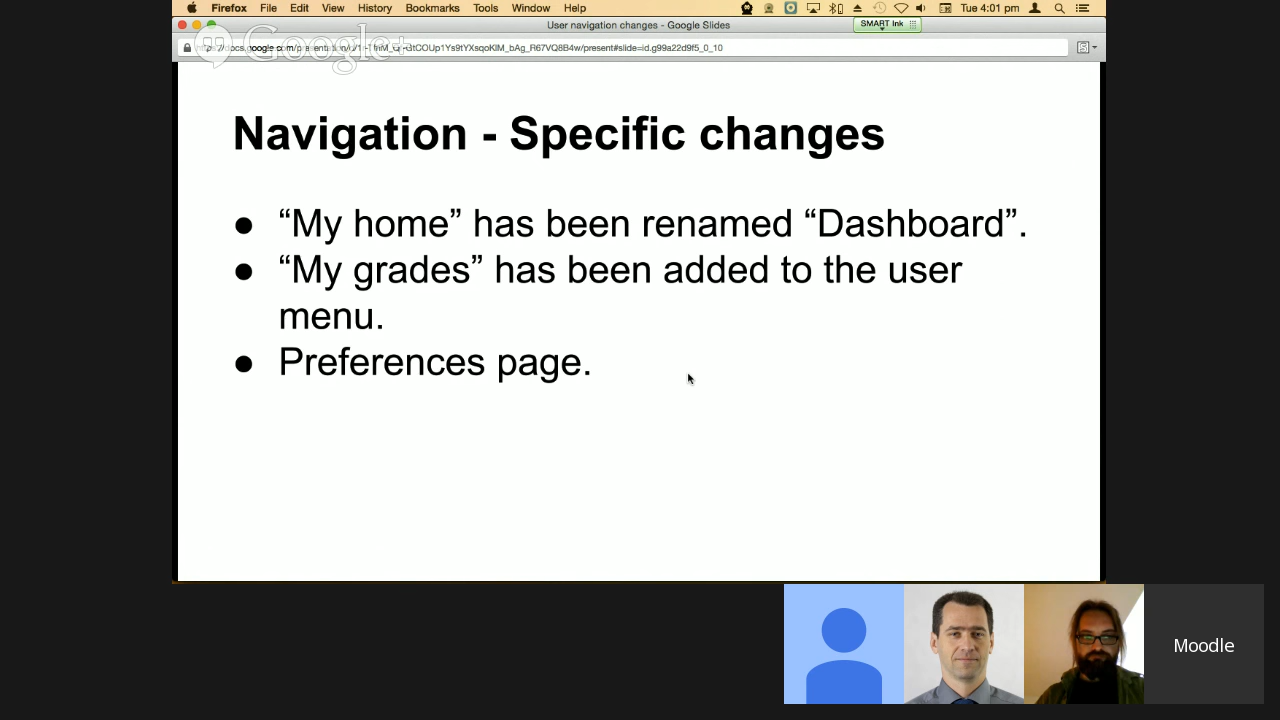 Firefox File Edit View History Bookmarks Tools Window Help Tue 4:01 pm
User navigation changes - Google Slides SMART Ink
Google+
Navigation - Specific changes
● “My home” has been renamed “Dashboard”.
● “My grades” has been added to the user
menu.
● Preferences page.
Moodle